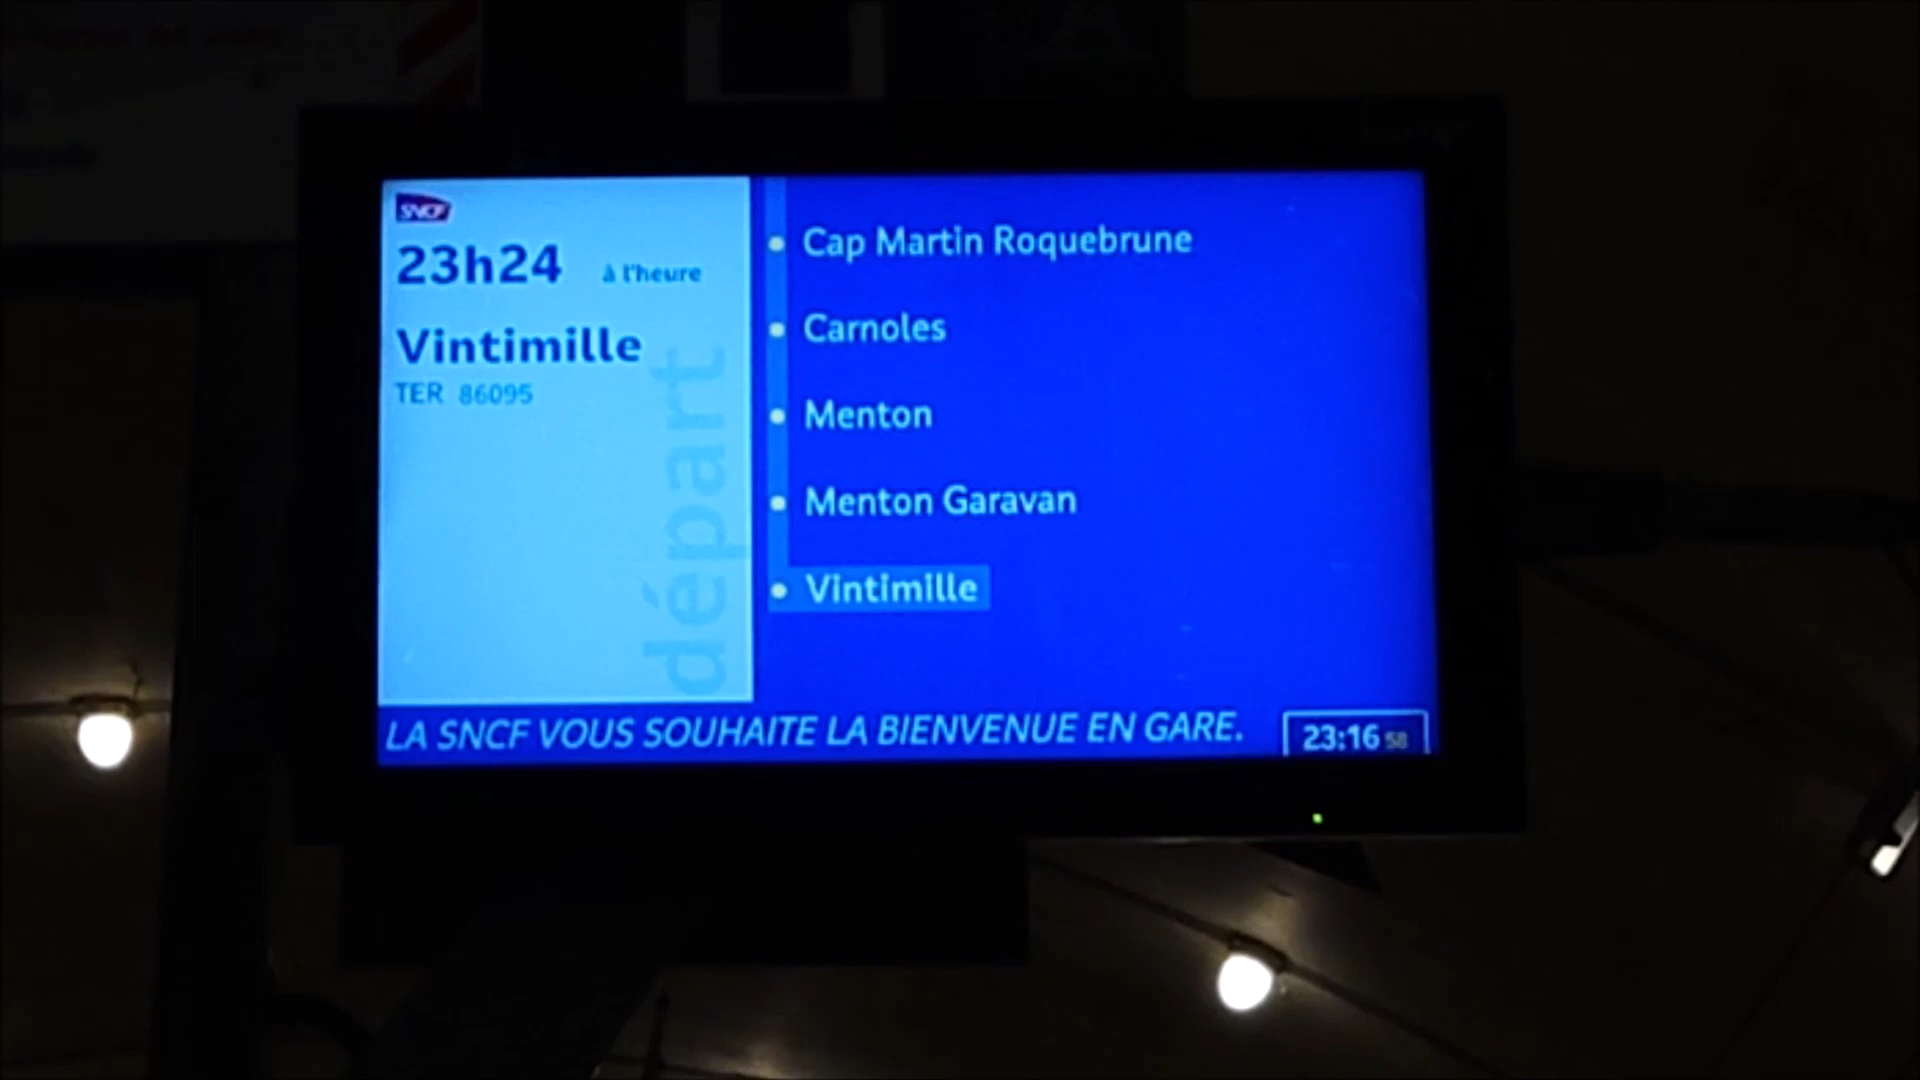 SNCF
23h24 à l'heure
Vintimille
TER 86095
départ
Cap Martin Roquebrune
Carnoles
Menton
Menton Garavan
Vintimille
LA SNCF VOUS SOUHAITE LA BIENVENUE EN GARE.
23:16 58